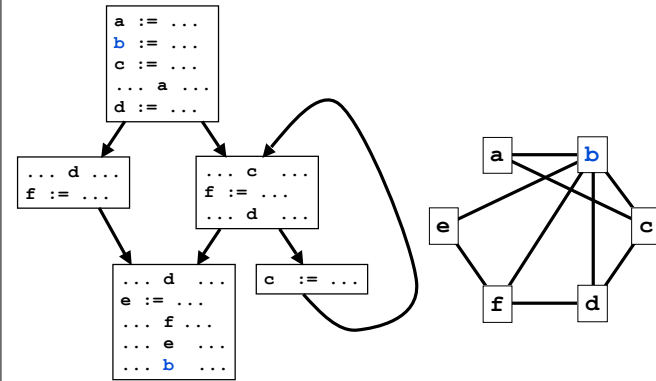 a := ...
b := ...
c := ...
... a ...
d := ...
... d ...
f := ...
... c ...
f := ...
... d ...
... d ...
e := ...
... f ...
... e ...
... b ...
c := ...
a
b
e
c
f
d